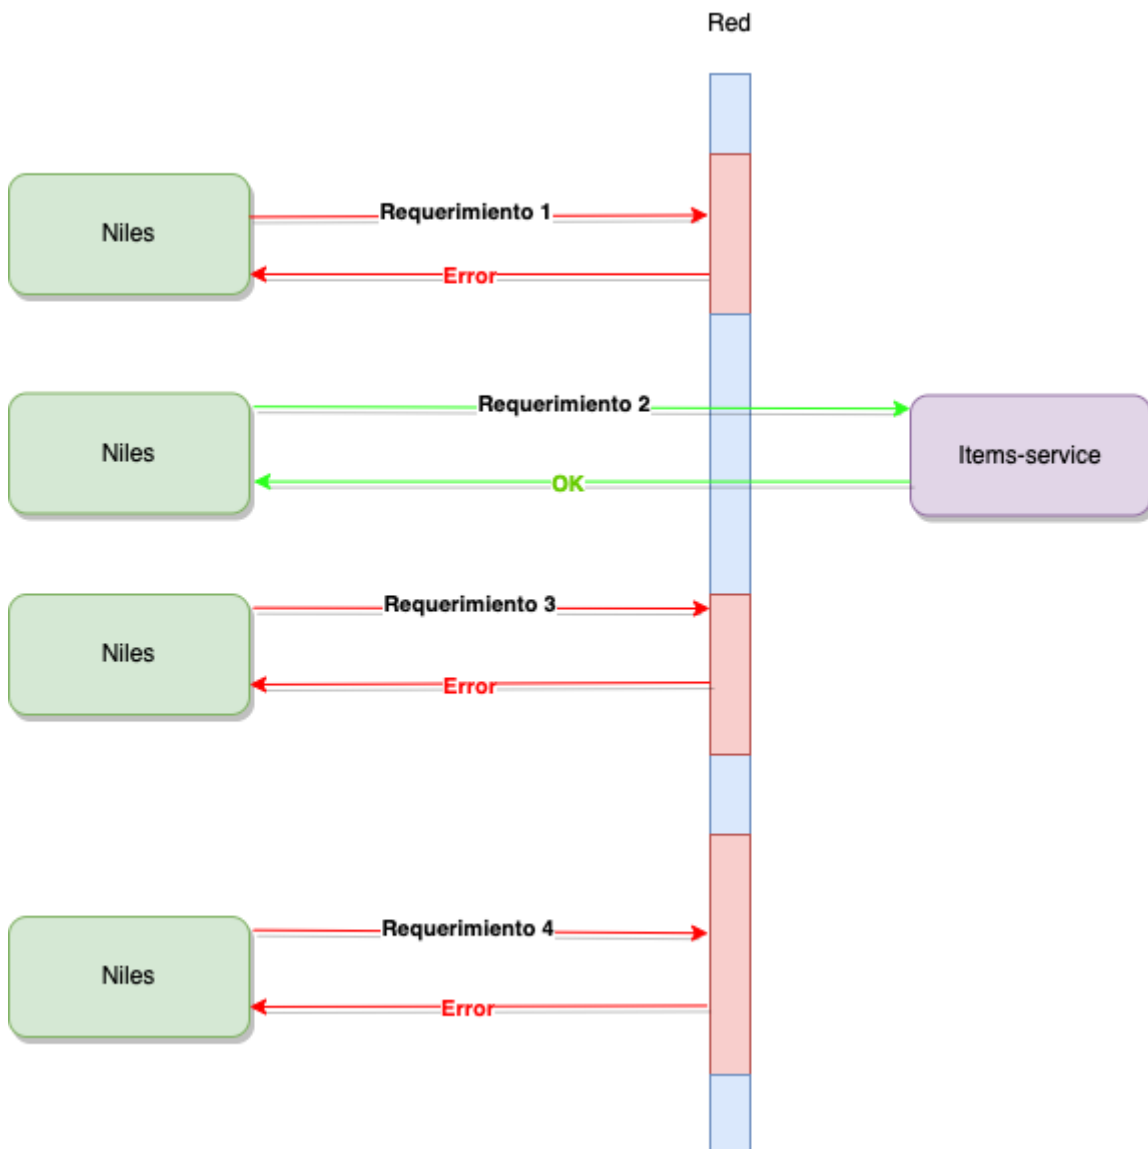 Red
Requerimiento 1
Niles
Error
Requerimiento 2
Niles
Items-service
OK
Requerimiento 3
Niles
Error
Requerimiento 4
Niles
Error